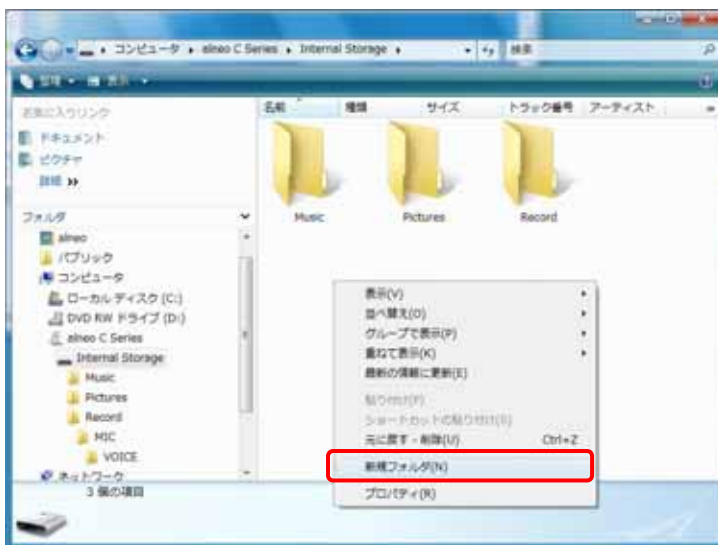 コンピュータ ▸ alneo C Series ▸ Internal Storage ▸ 検索
整理 表示
お気に入りリンク
ドキュメント
ピクチャ
詳細 »
フォルダ
alneo
パブリック
コンピュータ
ローカル ディスク (C:)
DVD RW ドライブ (D:)
alneo C Series
Internal Storage
Music
Pictures
Record
MIC
VOICE
ネットワーク
名前 種類 サイズ トラック番号 アーティスト »
Music Pictures Record
表示(V)
並べ替え(O)
グループで表示(P)
重ねて表示(K)
最新の情報に更新(E)
貼り付け(P)
ショートカットの貼り付け(S)
元に戻す - 削除(U) Ctrl+Z
新規フォルダ(N)
プロパティ(R)
3 個の項目